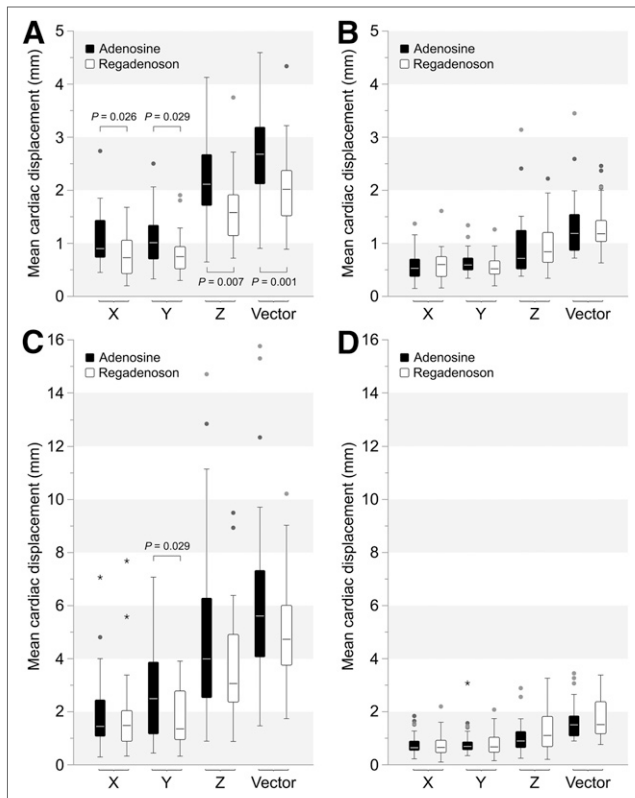 A
Adenosine
Regadenoson
Mean cardiac displacement (mm)
5
4
3
2
1
0
P = 0.026
P = 0.029
P = 0.007
P = 0.001
X Y Z Vector
B
Adenosine
Regadenoson
Mean cardiac displacement (mm)
5
4
3
2
1
0
X Y Z Vector
C
Adenosine
Regadenoson
Mean cardiac displacement (mm)
16
14
12
10
8
6
4
2
0
P = 0.029
* * * *
X Y Z Vector
D
Adenosine
Regadenoson
Mean cardiac displacement (mm)
16
14
12
10
8
6
4
2
0
*
X Y Z Vector